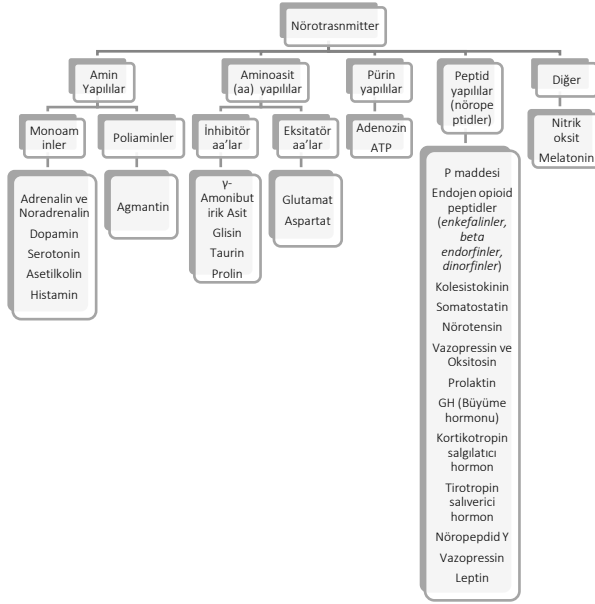 Nörotrasnmitter
Amin
Yapılılar
Aminoasit
(aa) yapılılar
Pürin
yapılılar
Peptid
yapılılar
(nörope
ptidler)
Diğer
Monoam
inler
Poliaminler
İnhibitör
aa'lar
Eksitatör
aa'lar
Adenozin
ATP
Nitrik
oksit
Melatonin
Adrenalin ve
Noradrenalin
Dopamin
Serotonin
Asetilkolin
Histamin
Agmantin
γ-
Amonibut
irik Asit
Glisin
Taurin
Prolin
Glutamat
Aspartat
P maddesi
Endojen opioid
peptidler
(enkefalinler,
beta
endorfinler,
dinorfinler)
Kolesistokinin
Somatostatin
Nörotensin
Vazopressin ve
Oksitosin
Prolaktin
GH (Büyüme
hormonu)
Kortikotropin
salgılatıcı
hormon
Tirotropin
salıverici
hormon
Nöropepdid Y
Vazopressin
Leptin